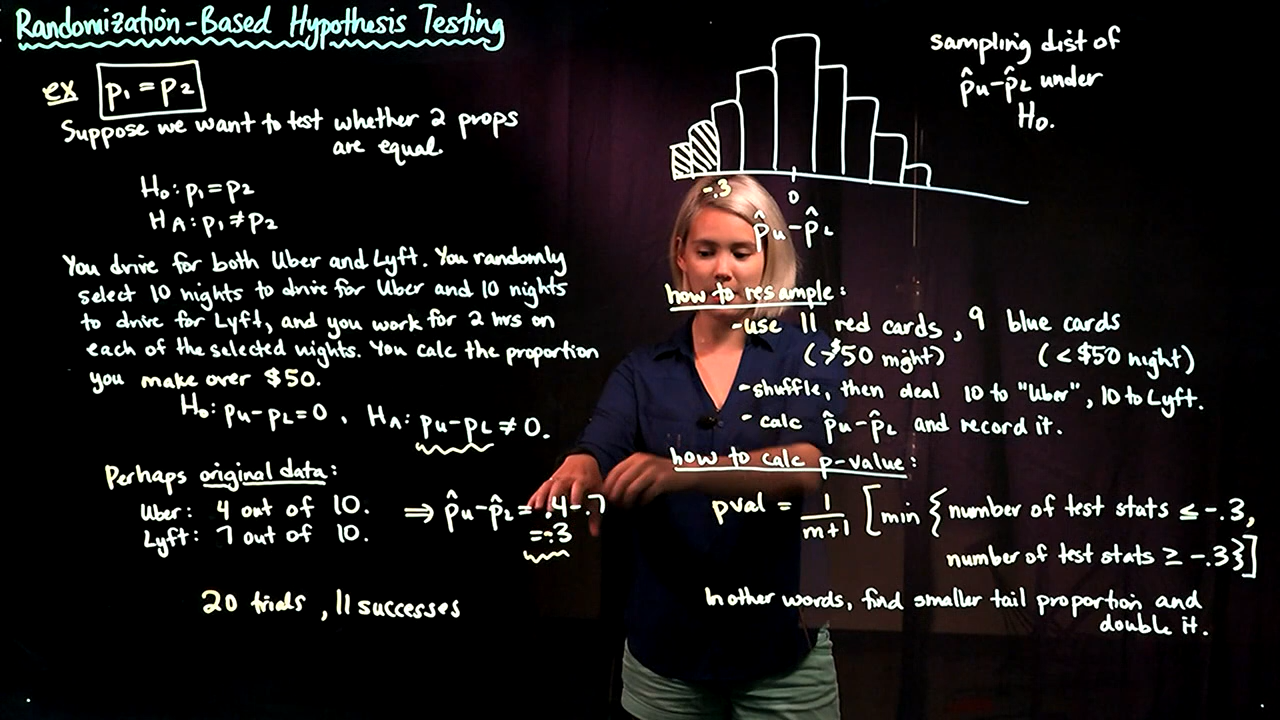 Randomization-Based Hypothesis Testing
ex p₁ = p₂
Suppose we want to test whether 2 props
are equal.
H₀: p₁ = p₂
HA: p₁ ≠ p₂
You drive for both Uber and Lyft. You randomly
select 10 nights to drive for Uber and 10 nights
to drive for Lyft, and you work for 2 hrs on
each of the selected nights. You calc the proportion
you make over $50.
H₀: pu-pL=0, HA: pu-pL ≠ 0.
Perhaps original data:
Uber: 4 out of 10.
Lyft: 7 out of 10.
⇒ p̂u-p̂L = .4-.7
=-.3
20 trials, 11 successes
sampling dist of
p̂u-p̂L under
H₀.
-.3 0
p̂u-p̂L
how to resample:
-use 11 red cards, 9 blue cards
(>$50 night) (<$50 night)
-shuffle, then deal 10 to "Uber", 10 to Lyft.
- calc p̂u-p̂L and record it.
how to calc p-value:
pval = 1/m+1 [min {number of test stats ≤ -.3,
number of test stats ≥ -.3}]
In other words, find smaller tail proportion and
double it.